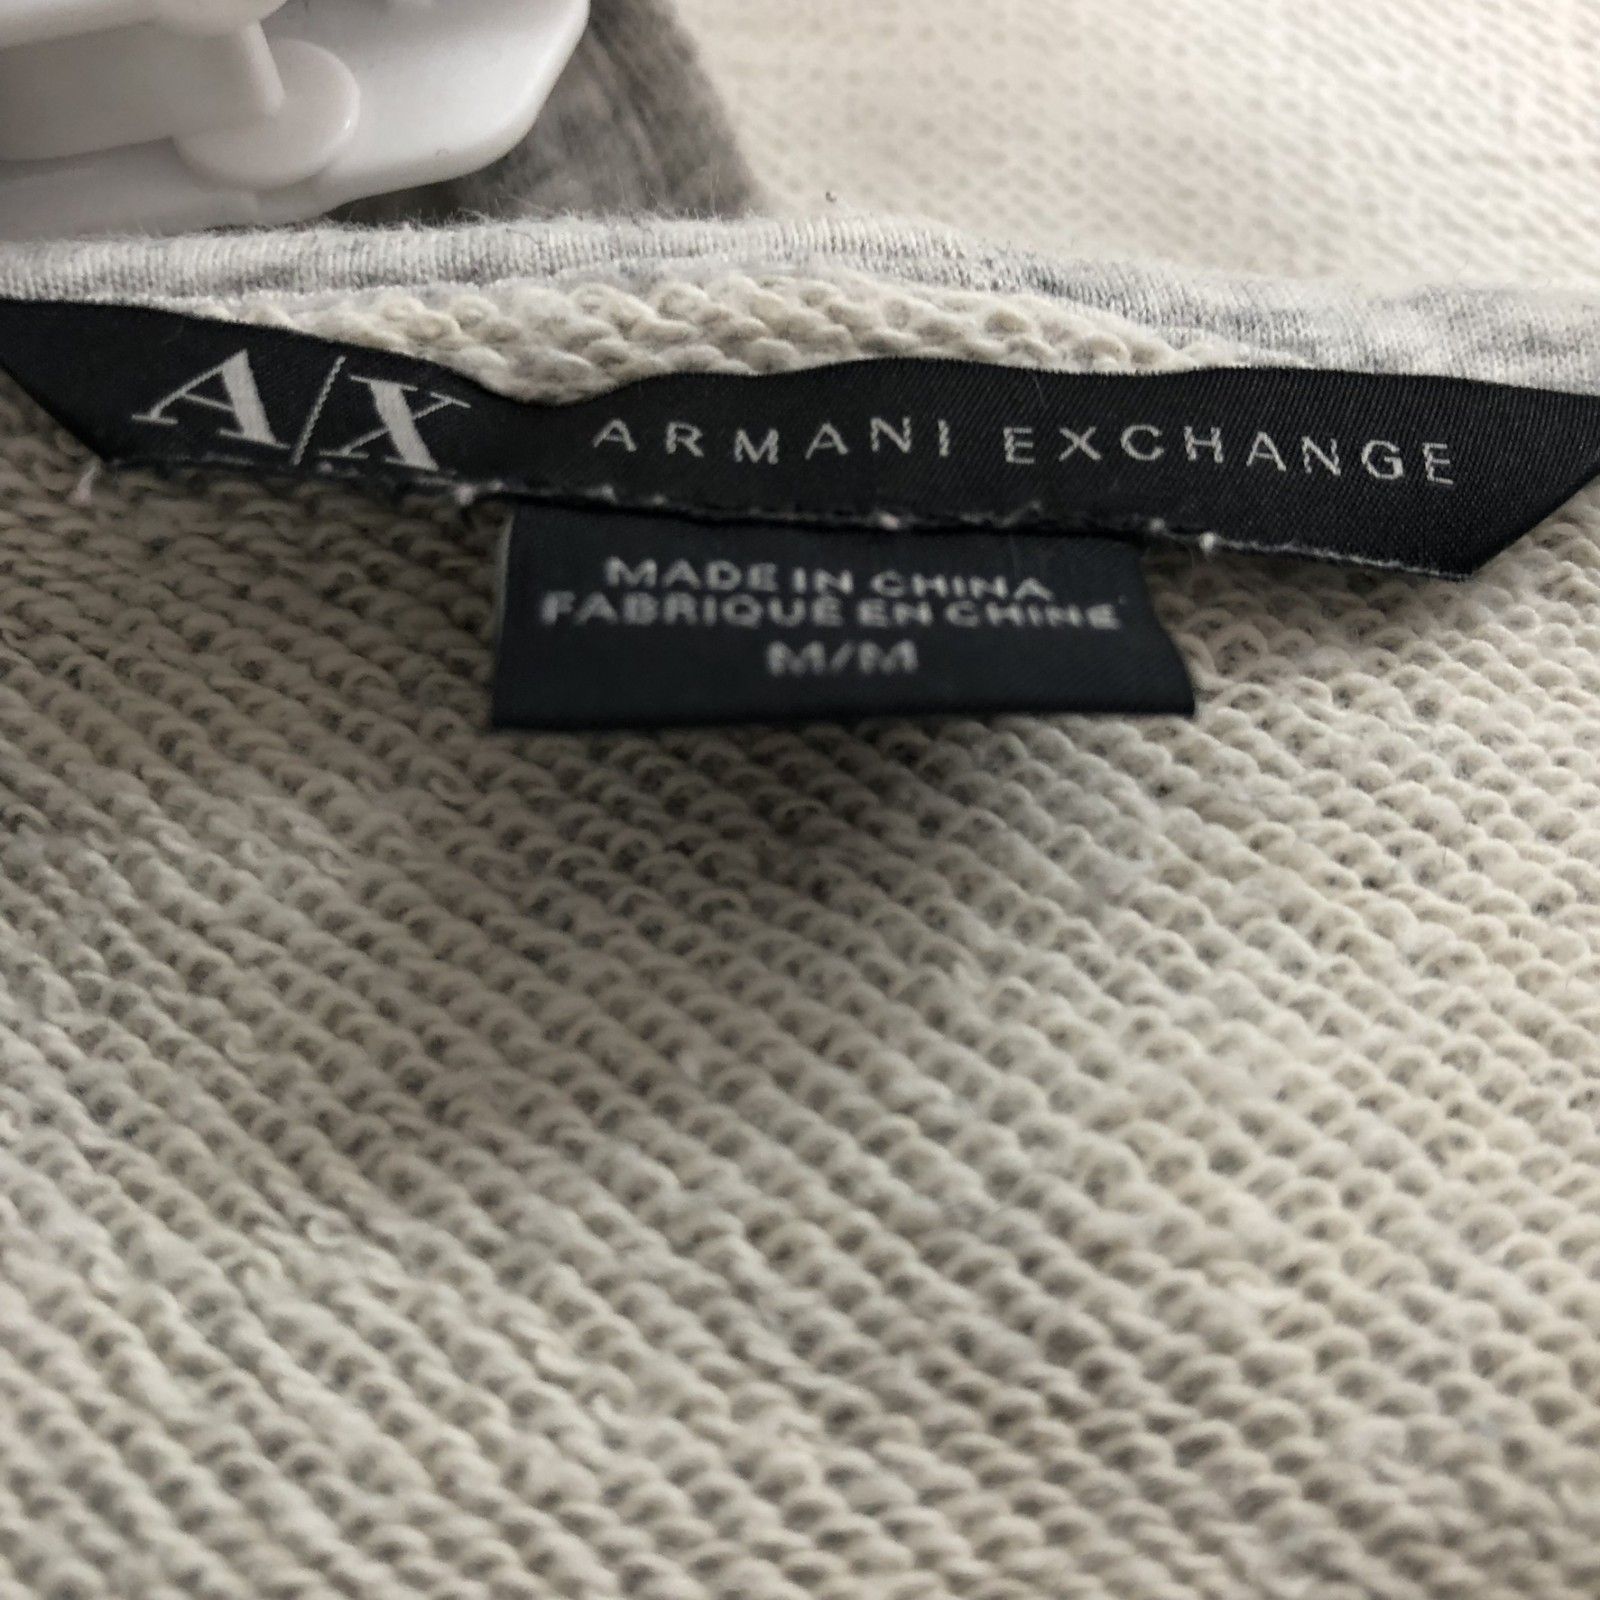 A/X ARMANI EXCHANGE
MADE IN CHINA
FABRIQUÉ EN CHINE
M/M